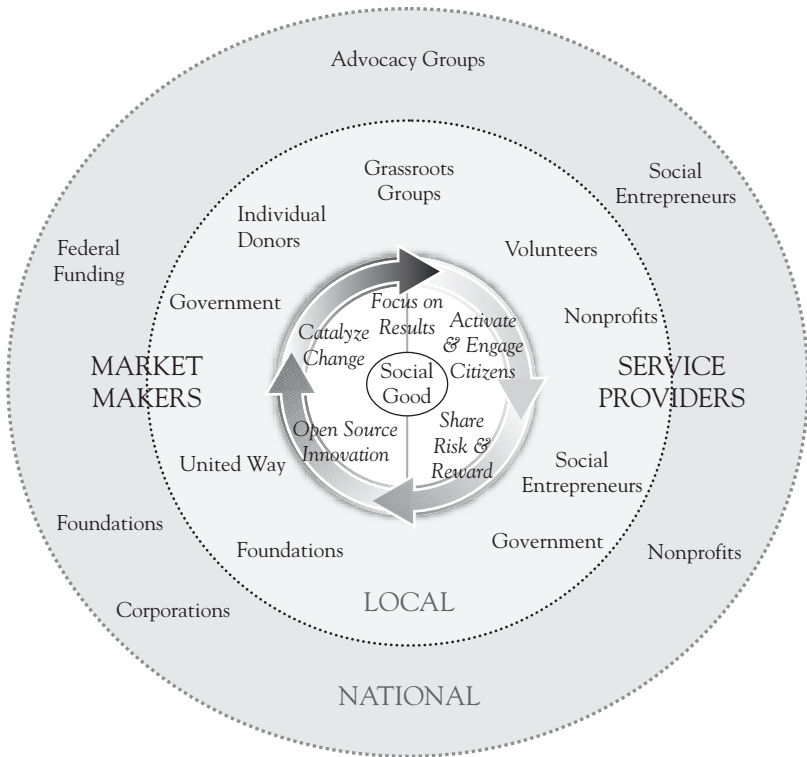 Advocacy Groups
Grassroots
Groups
Social
Entrepreneurs
Individual
Donors
Volunteers
Federal
Funding
Government
Nonprofits
Focus on
Results
Catalyze
Change
Activate
& Engage
Citizens
MARKET
MAKERS
Social
Good
SERVICE
PROVIDERS
Open Source
Innovation
Share
Risk &
Reward
United Way
Social
Entrepreneurs
Foundations
Foundations
Government
Nonprofits
Corporations
LOCAL
NATIONAL